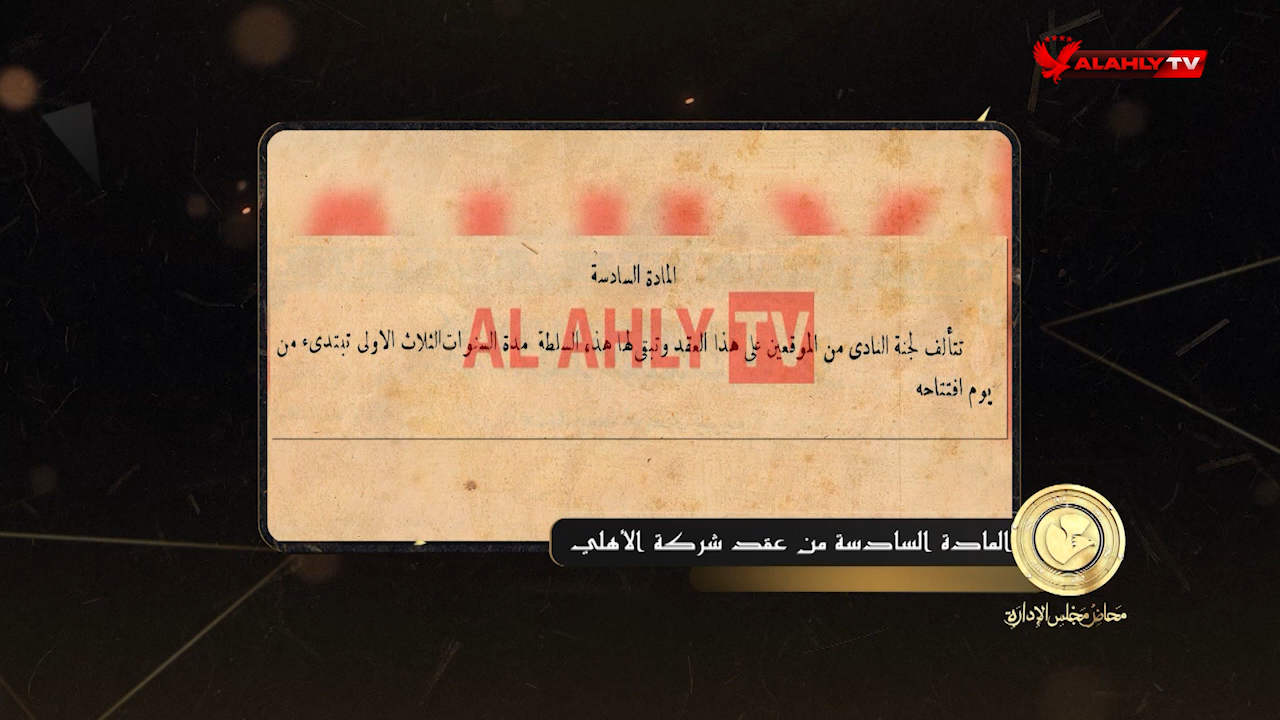 ALAHLY TV
المادة السادسة
تتألف لجنة النادى من الموقعين على هذا العقد وتبقى لها هذه السلطة مدة السنوات الثلاث الاولى تبتدىء من
يوم افتتاحه
AL AHLY TV
المادة السادسة من عقد شركة الأهلي
محاضر مجلس الإدارة